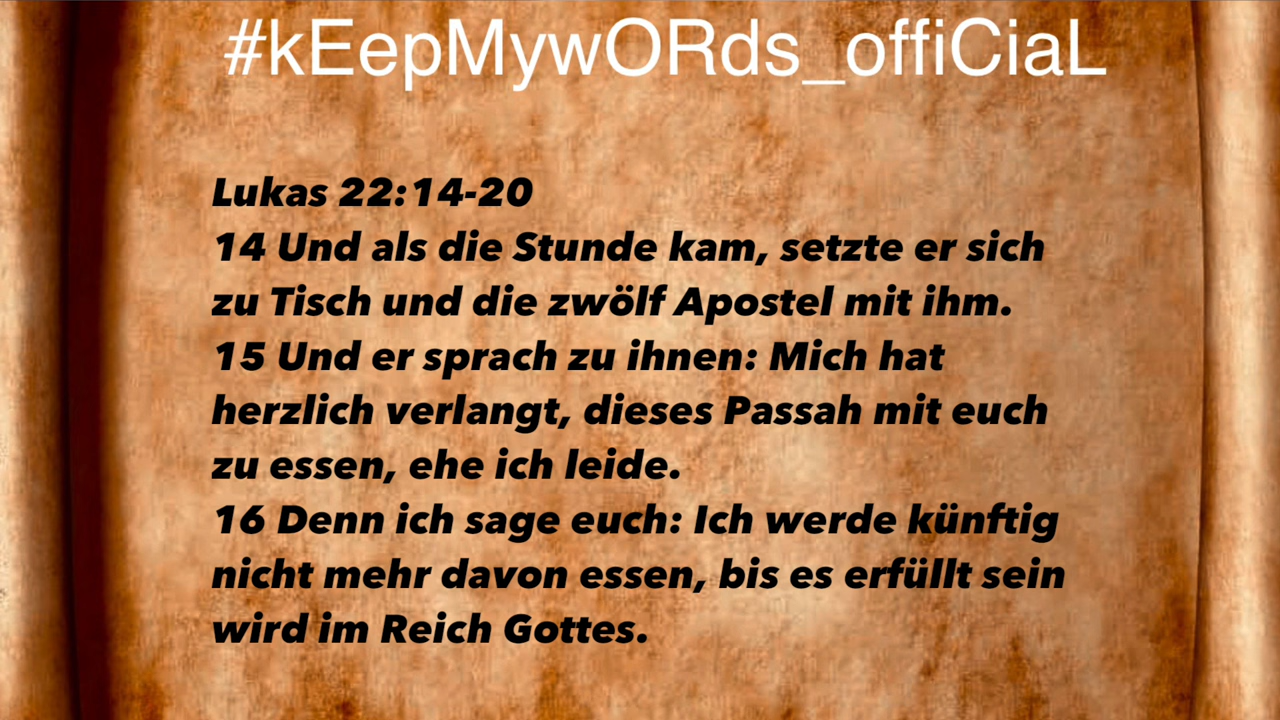 #kEepMywORds_offiCiaL
Lukas 22:14-20
14 Und als die Stunde kam, setzte er sich
zu Tisch und die zwölf Apostel mit ihm.
15 Und er sprach zu ihnen: Mich hat
herzlich verlangt, dieses Passah mit euch
zu essen, ehe ich leide.
16 Denn ich sage euch: Ich werde künftig
nicht mehr davon essen, bis es erfüllt sein
wird im Reich Gottes.